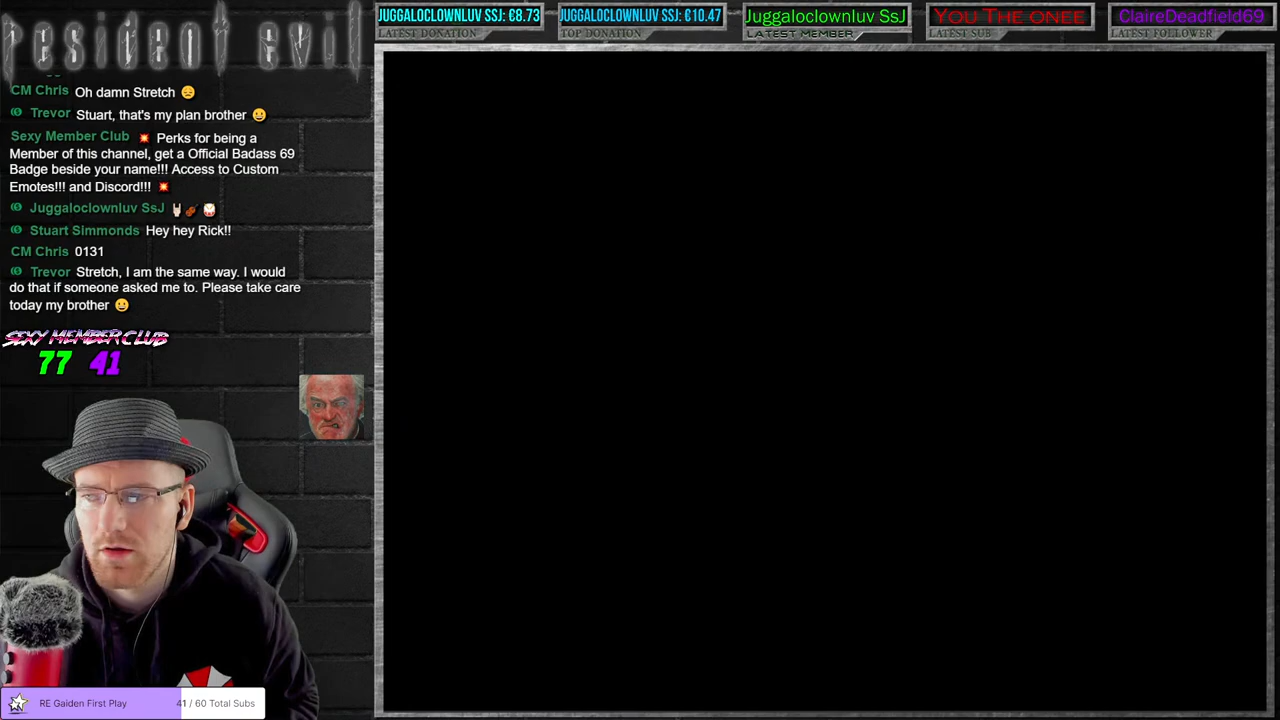 resident evil
JUGGALOCLOWNLUV SSJ: €8.73
LATEST DONATION
JUGGALOCLOWNLUV SSJ: €10.47
TOP DONATION
Juggaloclownluv SsJ
LATEST MEMBER
YOU THE ONEE
LATEST SUB
ClaireDeadfield69
LATEST FOLLOWER
CM Chris Oh damn Stretch 😞
Trevor Stuart, that's my plan brother 😀
Sexy Member Club 💥 Perks for being a
Member of this channel, get a Official Badass 69
Badge beside your name!!! Access to Custom
Emotes!!! and Discord!!! 💥
Juggaloclownluv SsJ 🤘🎻🥁
Stuart Simmonds Hey hey Rick!!
CM Chris 0131
Trevor Stretch, I am the same way. I would
do that if someone asked me to. Please take care
today my brother 😀
SEXY MEMBER CLUB
77 41
RE Gaiden First Play 41 / 60 Total Subs